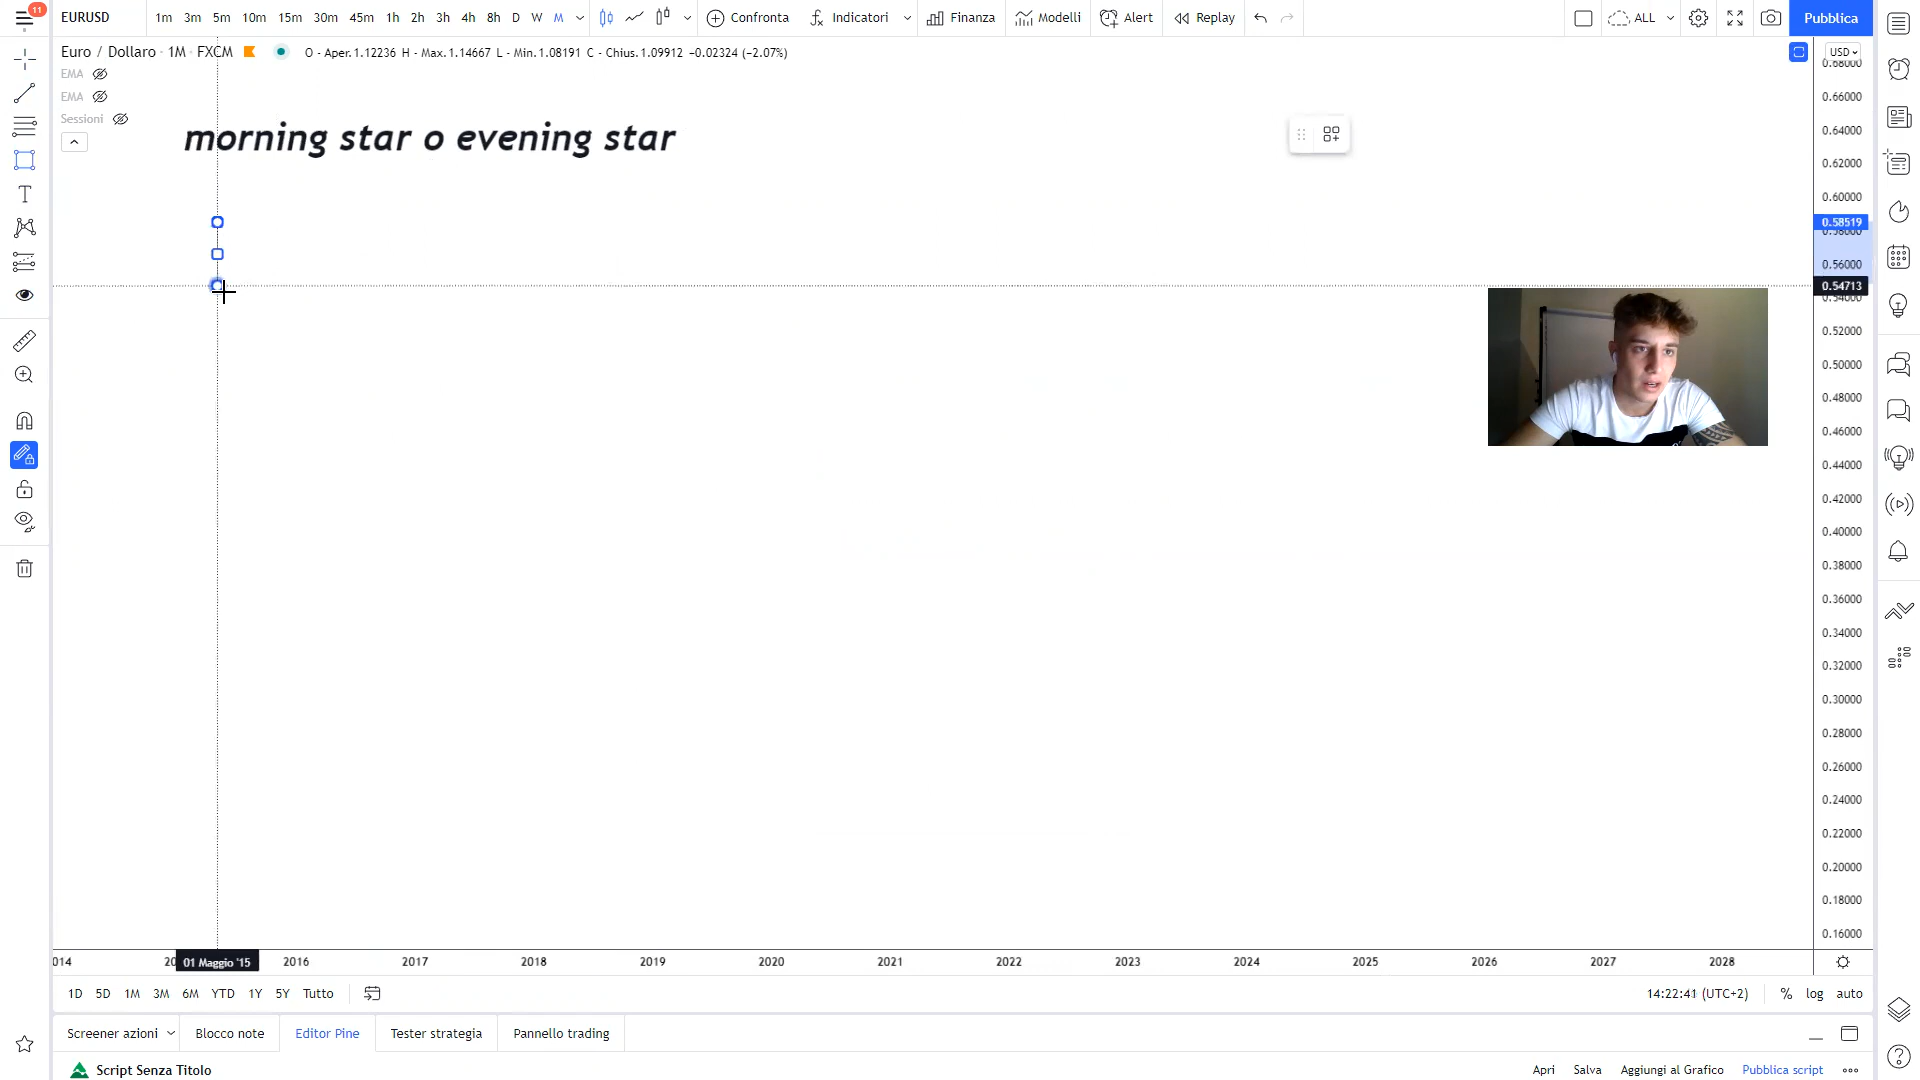 11
EURUSD
1m 3m 5m 10m 15m 30m 45m 1h 2h 3h 4h 8h D W M
Confronta
Indicatori
Finanza
Modelli
Alert
Replay
ALL
Pubblica
Euro / Dollaro · 1M · FXCM
O - Aper.1.12236 H - Max.1.14667 L - Min.1.08191 C - Chius.1.09912 −0.02324 (−2.07%)
USD
EMA
EMA
Sessioni
morning star o evening star
0.68000
0.66000
0.64000
0.62000
0.60000
0.58519
0.58000
0.56000
0.54713
0.54000
0.52000
0.50000
0.48000
0.46000
0.44000
0.42000
0.40000
0.38000
0.36000
0.34000
0.32000
0.30000
0.28000
0.26000
0.24000
0.22000
0.20000
0.18000
0.16000
014 20 01 Maggio '15 2016 2017 2018 2019 2020 2021 2022 2023 2024 2025 2026 2027 2028
1D 5D 1M 3M 6M YTD 1Y 5Y Tutto
14:22:41 (UTC+2) % log auto
Screener azioni
Blocco note
Editor Pine
Tester strategia
Pannello trading
Script Senza Titolo
Apri Salva Aggiungi al Grafico Pubblica script